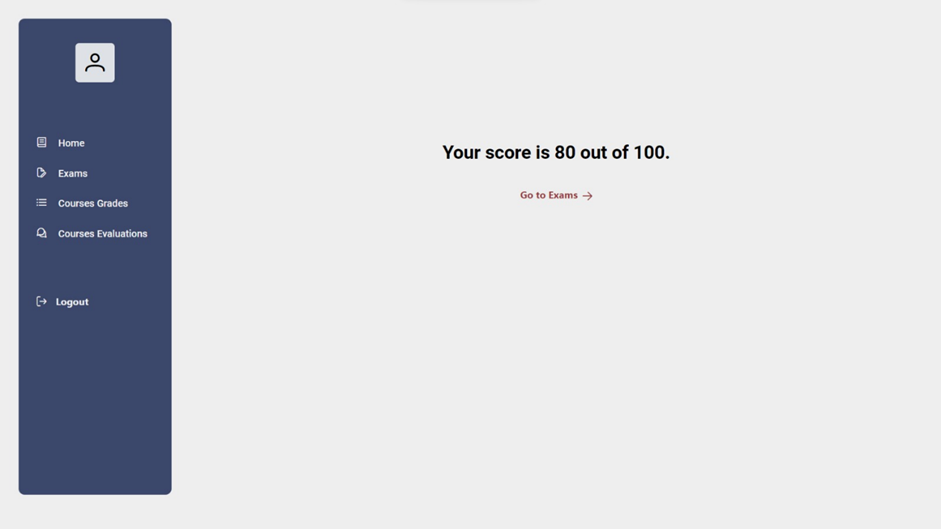 Home
Exams
Courses Grades
Courses Evaluations
Logout
Your score is 80 out of 100.
Go to Exams →